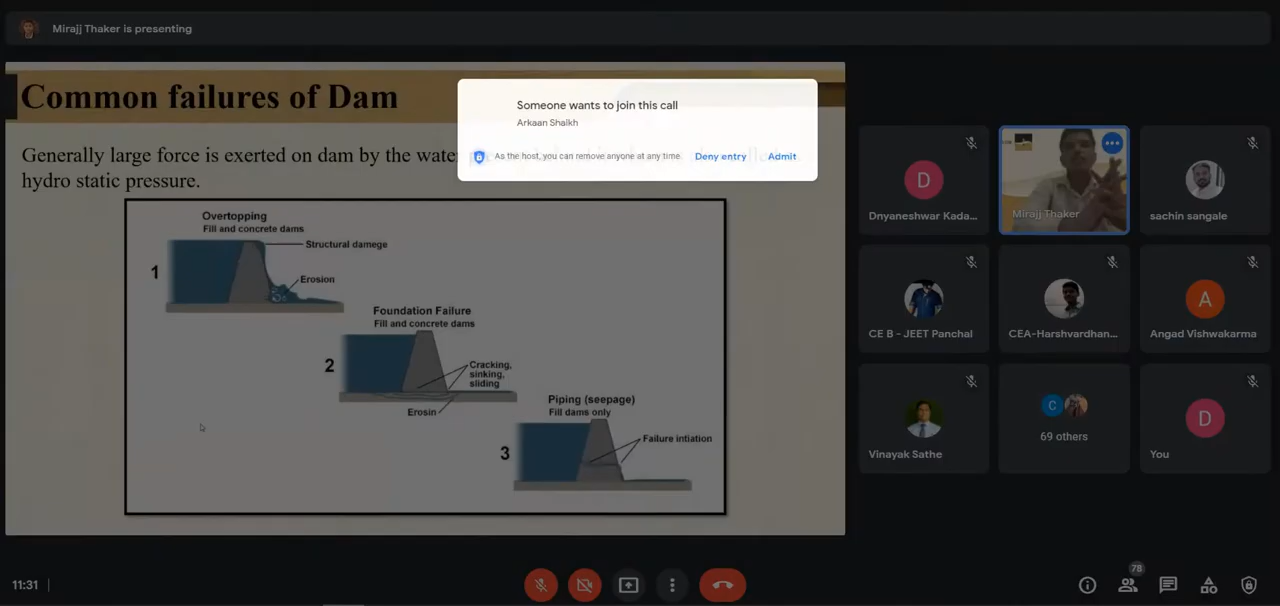 Mirajj Thaker is presenting
Common failures of Dam
Generally large force is exerted on dam by the water
hydro static pressure.
Someone wants to join this call
Arkaan Shaikh
As the host, you can remove anyone at any time.
Deny entry
Admit
Overtopping
Fill and concrete dams
Structural damege
1
Erosion
Foundation Failure
Fill and concrete dams
2
Cracking,
sinking,
sliding
Erosin
Piping (seepage)
Fill dams only
3
Failure intiation
D
Dnyaneshwar Kada...
Mirajj Thaker
sachin sangale
CE B - JEET Panchal
CEA-Harshvardhan...
A
Angad Vishwakarma
Vinayak Sathe
C
69 others
D
You
11:31
78